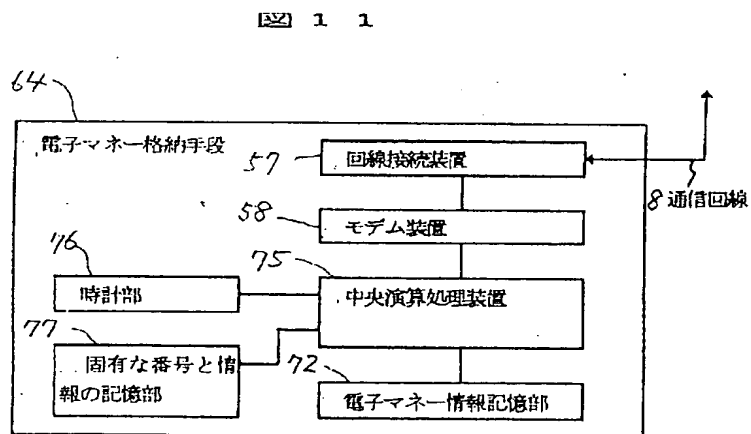 図 1 1
64
電子マネー格納手段
57
回線接続装置
8 通信回線
58
モデム装置
76
時計部
75
中央演算処理装置
77
固有な番号と情
報の記憶部
72
電子マネー情報記憶部